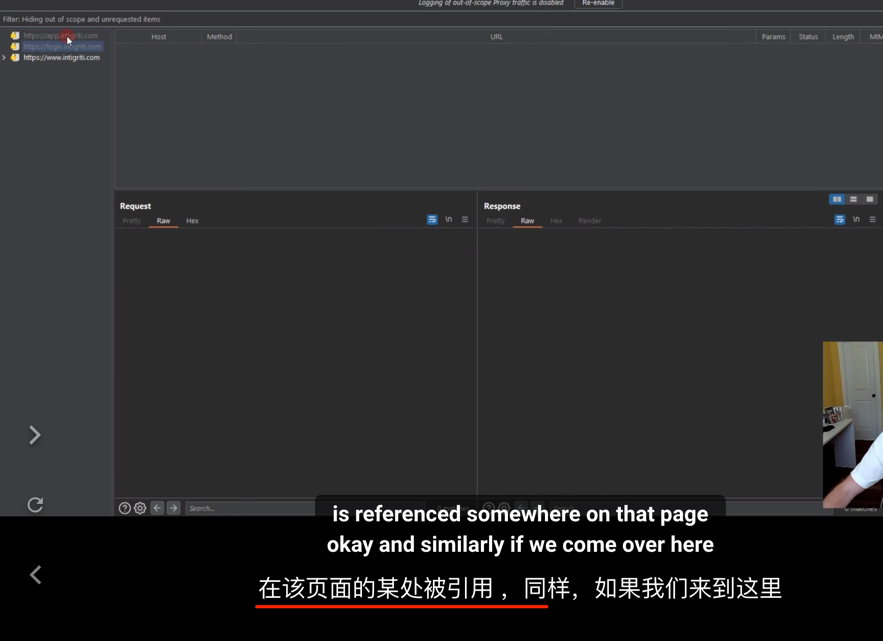 Logging of out-of-scope Proxy traffic is disabled
Re-enable
Filter: Hiding out of scope and unrequested items
https://app.intigriti.com
https://login.intigriti.com
https://www.intigriti.com
Host Method URL Params Status Length MIM
Request
Pretty Raw Hex
\n
Response
Pretty Raw Hex Render
\n
Search...
matches
is referenced somewhere on that page
okay and similarly if we come over here
在该页面的某处被引用 ，同样，如果我们来到这里